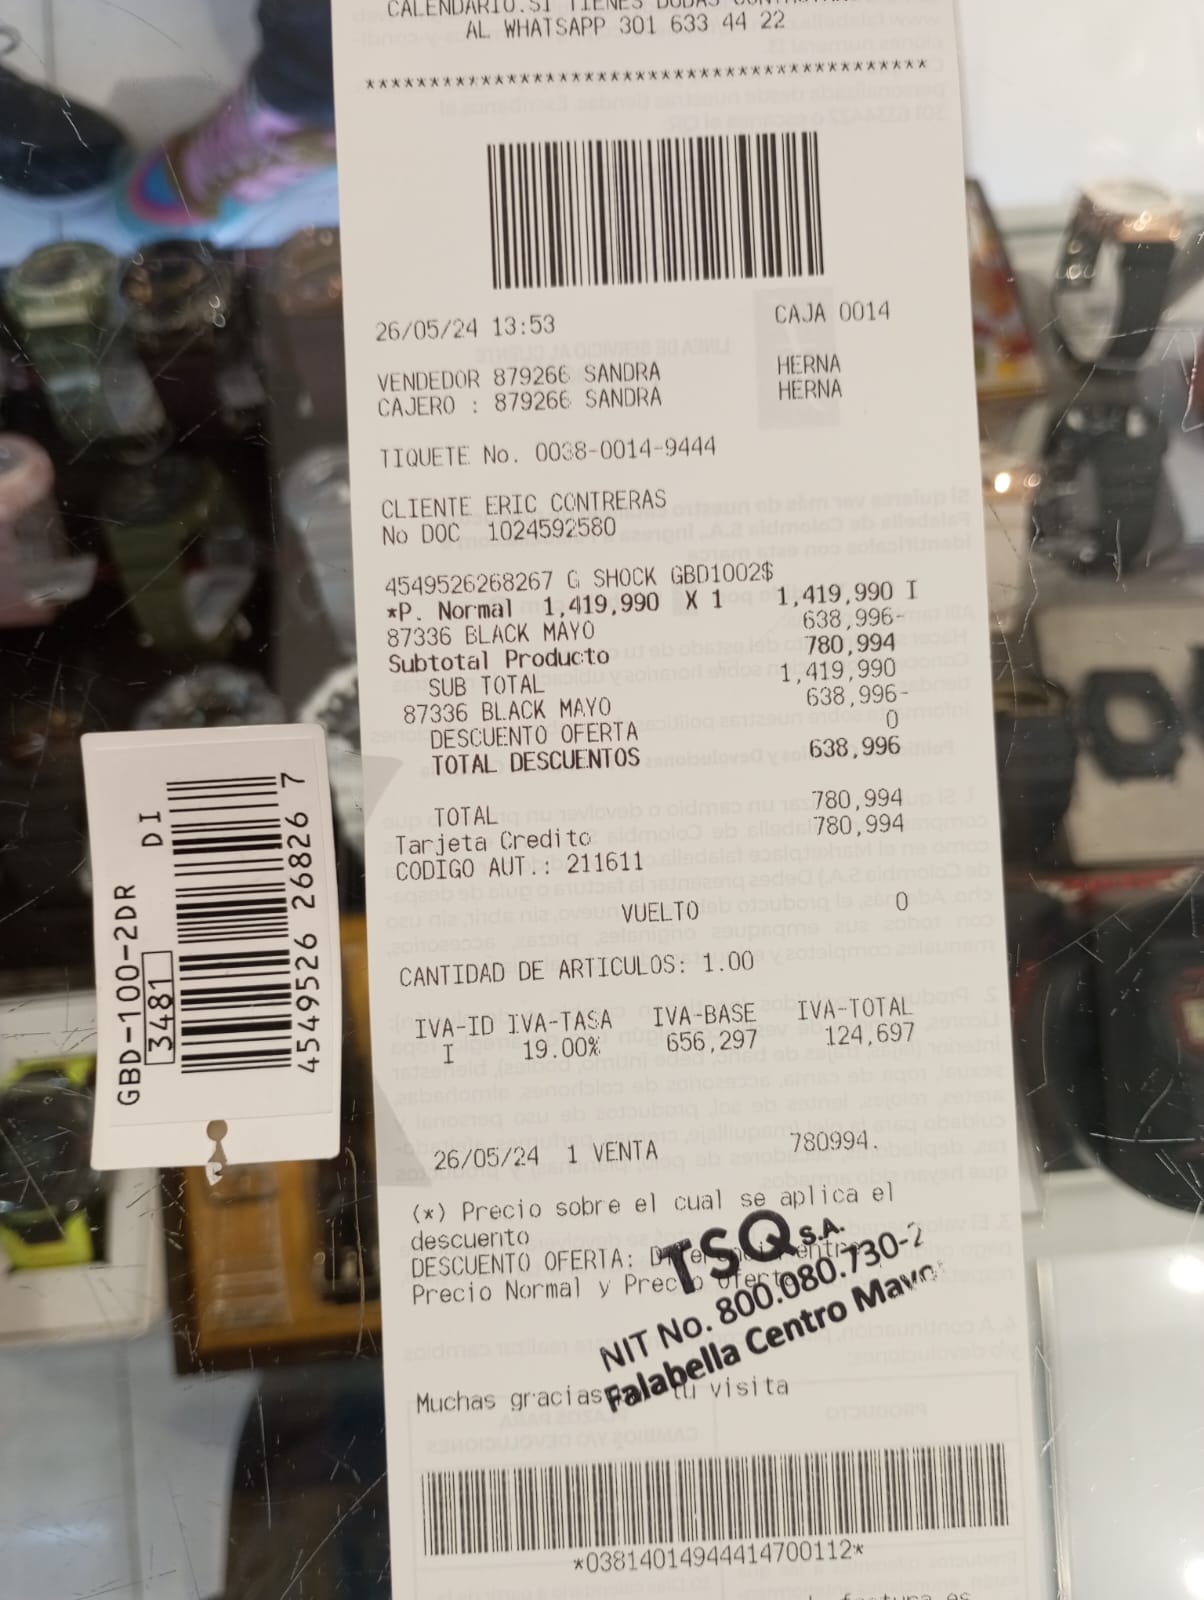 AL WHATSAPP 301 633 44 22
********************************************
26/05/24 13:53 CAJA 0014
VENDEDOR 879266 SANDRA HERNA
CAJERO : 879266 SANDRA HERNA
TIQUETE No. 0038-0014-9444
CLIENTE ERIC CONTRERAS
No DOC 1024592580
4549526268267 G SHOCK GBD1002$
*P. Normal 1,419,990 X 1 1,419,990 I
87336 BLACK MAYO 638,996-
Subtotal Producto 780,994
SUB TOTAL 1,419,990
87336 BLACK MAYO 638,996-
DESCUENTO OFERTA 0
TOTAL DESCUENTOS 638,996
TOTAL 780,994
Tarjeta Credito 780,994
CODIGO AUT.: 211611
VUELTO 0
CANTIDAD DE ARTICULOS: 1.00
IVA-ID IVA-TASA IVA-BASE IVA-TOTAL
I 19.00% 656,297 124,697
26/05/24 1 VENTA 780994.
(*) Precio sobre el cual se aplica el
descuento
DESCUENTO OFERTA:
Precio Normal y Precio Oferta
TSQ S.A.
NIT No. 800.080.730-2
Falabella Centro Mayor
Muchas gracias tu visita
*03814014944414700112*
GBD-100-2DR DI
3481
4549526 26826 7